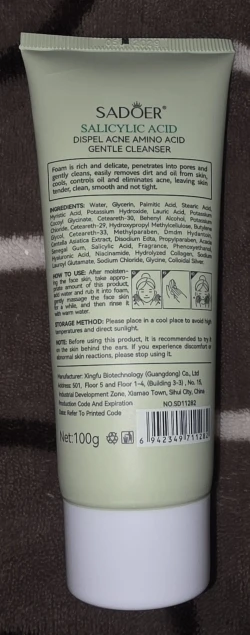 SADOER®
SALICYLIC ACID
DISPEL ACNE AMINO ACID
GENTLE CLEANSER
Foam is rich and delicate, penetrates into pores and
gently cleans, easily removes dirt and oil from skin,
cools, controls oil and eliminates acne, leaving skin
tender, clean, smooth and not tight.
INGREDIENTS: Water, Glycerin, Palmitic Acid, Stearic Acid,
Myristic Acid, Potassium Hydroxide, Lauric Acid, Potassium
Glycinate, Ceteareth-20, Behenyl Alcohol, Potassium
Chloride, Ceteareth-29, Hydroxypropyl Methylcellulose, Butylene
Glycol, Ceteareth-33, Methylparaben, Dmdm Hydantoin,
Centella Asiatica Extract, Disodium Edta, Propylparaben, Aloe
Gum, Salicylic Acid, Fragrance, Phenoxyethanol,
Hyaluronic Acid, Niacinamide, Hydrolyzed Collagen, Sodium
Lauroyl Glutamate, Sodium Chloride, Glycine, Colloidal Silver.
HOW TO USE: After moisten-
ing the face skin, take appro-
priate amount of this product,
add water and rub it into foam,
gently massage the face skin
for a while, and then rinse it
with warm water.
STORAGE METHOD: Please place in a cool place to avoid high
temperatures and direct sunlight.
NOTE: Before using this product, it is recommended to try it
on the skin behind the ears. If you experience discomfort or
abnormal skin reactions, please stop using it.
Manufacturer: Xingfu Biotechnology (Guangdong) Co., Ltd
Address: 501, Floor 5 and Floor 1-4, (Building 3-3) , No. 15,
Industrial Development Zone, Xiamao Town, Sihui City, China
Production Code And Expiration
Date: Refer To Printed Code
NO.SD11282
Net:100g
6 942349 711282